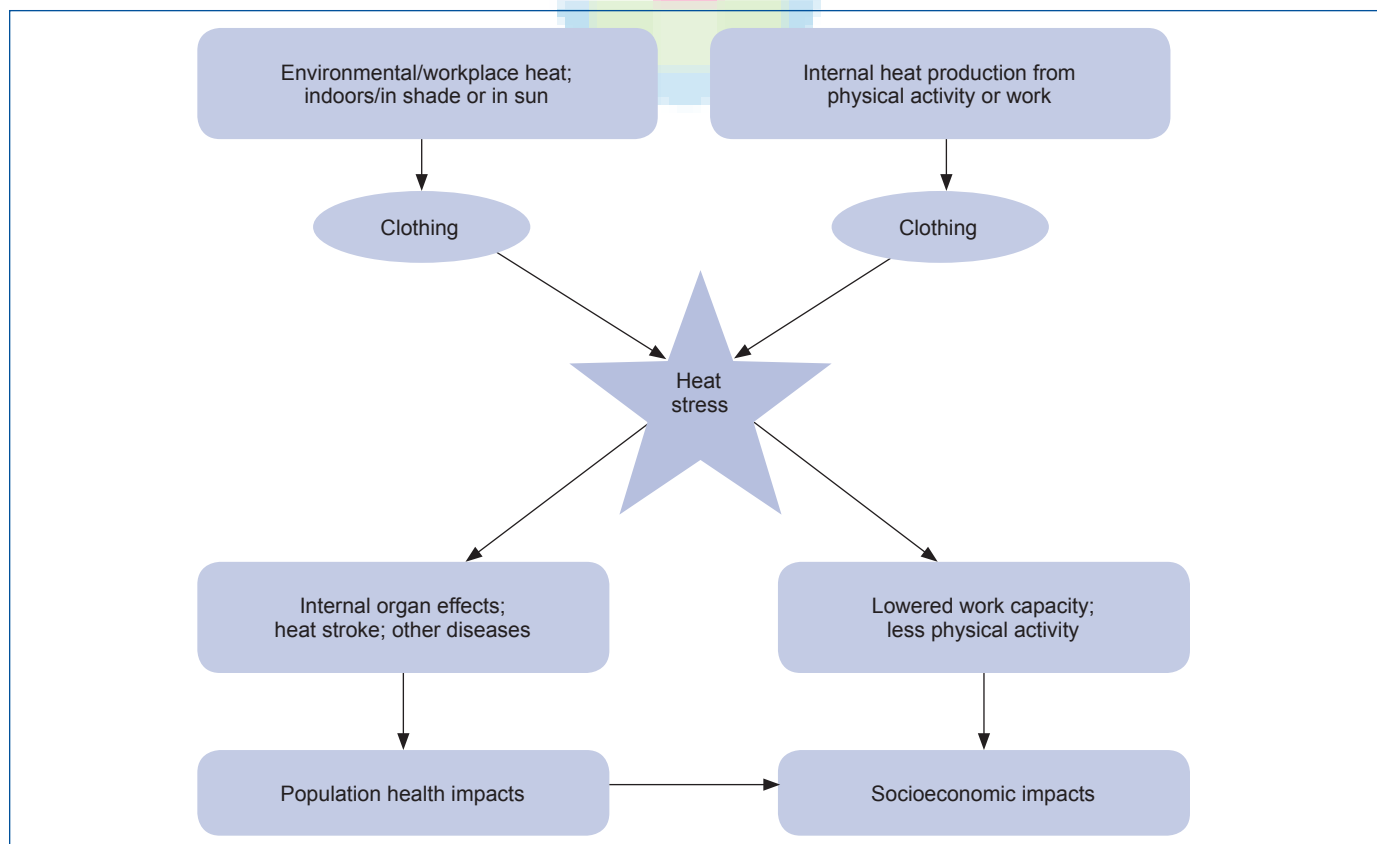 Environmental/workplace heat;
indoors/in shade or in sun
Internal heat production from
physical activity or work
Clothing
Clothing
Heat
stress
Internal organ effects;
heat stroke; other diseases
Lowered work capacity;
less physical activity
Population health impacts
Socioeconomic impacts